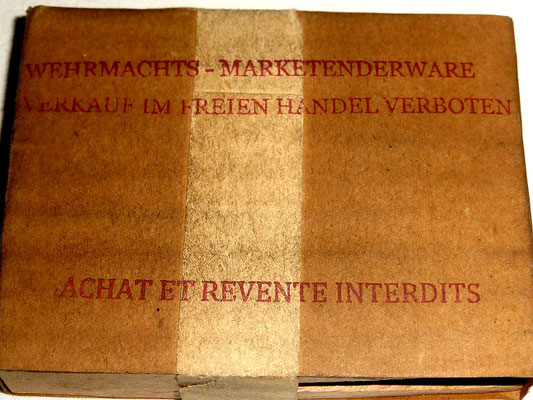 WEHRMACHTS - MARKETENDERWARE
VERKAUF IM FREIEN HANDEL VERBOTEN
ACHAT ET REVENTE INTERDITS